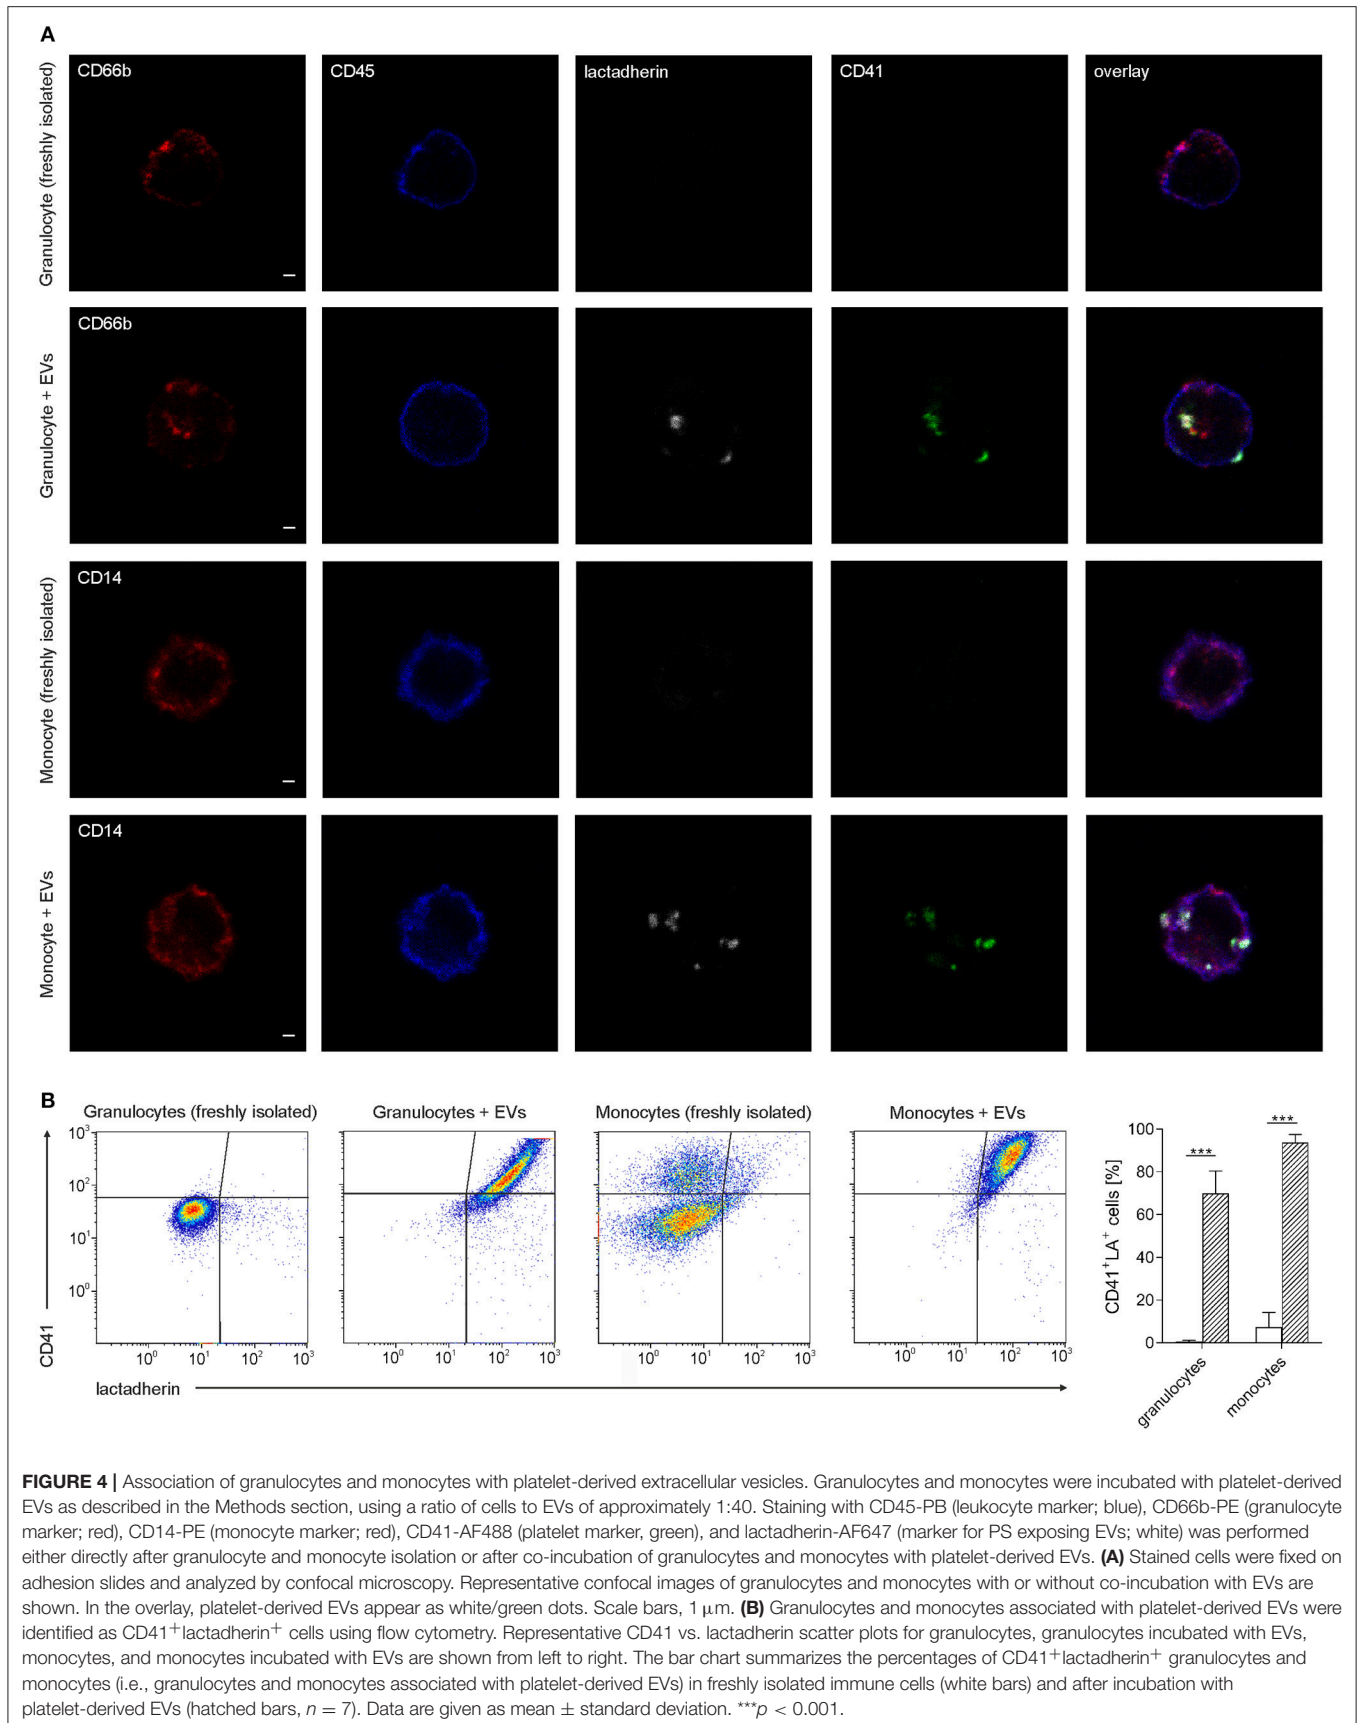 A
CD66b
CD45
lactadherin
CD41
overlay
Granulocyte (freshly isolated)
CD66b
Granulocyte + EVs
CD14
Monocyte (freshly isolated)
CD14
Monocyte + EVs
B
Granulocytes (freshly isolated)
Granulocytes + EVs
Monocytes (freshly isolated)
Monocytes + EVs
10³
10²
10¹
10⁰
CD41
10⁰ 10¹ 10² 10³
10⁰ 10¹ 10² 10³
10⁰ 10¹ 10² 10³
10⁰ 10¹ 10² 10³
lactadherin
CD41⁺LA⁺ cells [%]
100
80
60
40
20
0
***
***
granulocytes
monocytes
FIGURE 4 | Association of granulocytes and monocytes with platelet-derived extracellular vesicles. Granulocytes and monocytes were incubated with platelet-derived
EVs as described in the Methods section, using a ratio of cells to EVs of approximately 1:40. Staining with CD45-PB (leukocyte marker; blue), CD66b-PE (granulocyte
marker; red), CD14-PE (monocyte marker; red), CD41-AF488 (platelet marker, green), and lactadherin-AF647 (marker for PS exposing EVs; white) was performed
either directly after granulocyte and monocyte isolation or after co-incubation of granulocytes and monocytes with platelet-derived EVs. (A) Stained cells were fixed on
adhesion slides and analyzed by confocal microscopy. Representative confocal images of granulocytes and monocytes with or without co-incubation with EVs are
shown. In the overlay, platelet-derived EVs appear as white/green dots. Scale bars, 1 μm. (B) Granulocytes and monocytes associated with platelet-derived EVs were
identified as CD41⁺lactadherin⁺ cells using flow cytometry. Representative CD41 vs. lactadherin scatter plots for granulocytes, granulocytes incubated with EVs,
monocytes, and monocytes incubated with EVs are shown from left to right. The bar chart summarizes the percentages of CD41⁺lactadherin⁺ granulocytes and
monocytes (i.e., granulocytes and monocytes associated with platelet-derived EVs) in freshly isolated immune cells (white bars) and after incubation with
platelet-derived EVs (hatched bars, n = 7). Data are given as mean ± standard deviation. ***p < 0.001.